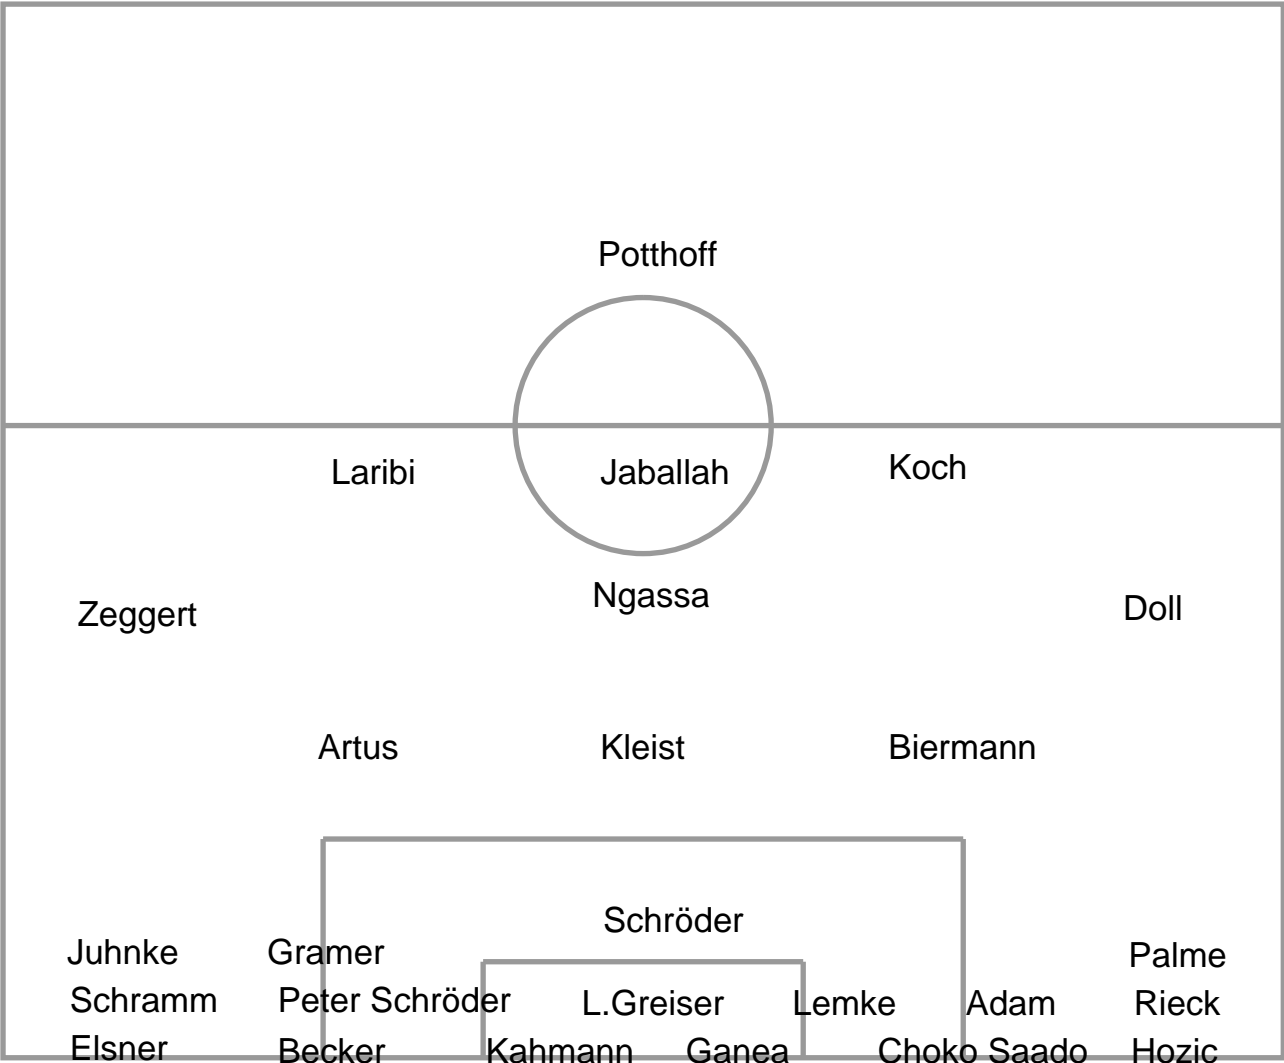 Potthoff
Laribi Jaballah Koch
Zeggert Ngassa Doll
Artus Kleist Biermann
Schröder
Juhnke Gramer Palme
Schramm Peter Schröder L.Greiser Lemke Adam Rieck
Elsner Becker Kahmann Ganea Choko Saado Hozic